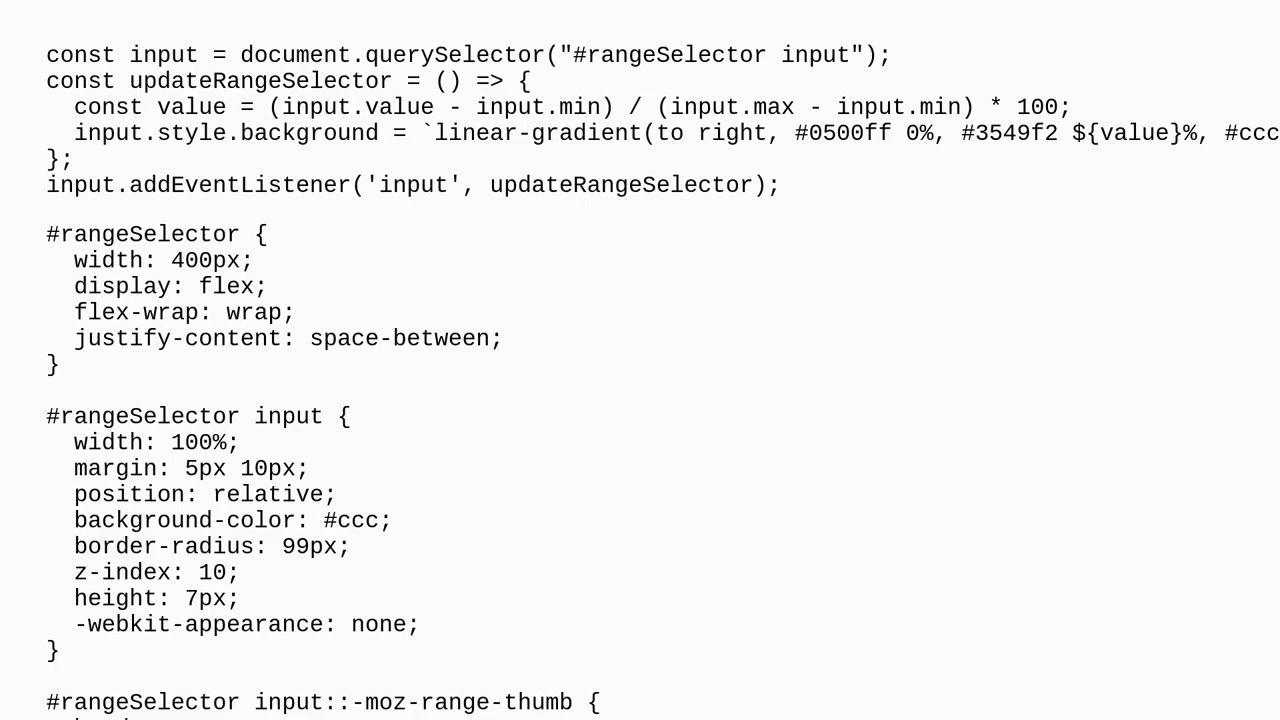 const input = document.querySelector("#rangeSelector input");
const updateRangeSelector = () => {
  const value = (input.value - input.min) / (input.max - input.min) * 100;
  input.style.background = `linear-gradient(to right, #0500ff 0%, #3549f2 ${value}%, #ccc
};
input.addEventListener('input', updateRangeSelector);

#rangeSelector {
  width: 400px;
  display: flex;
  flex-wrap: wrap;
  justify-content: space-between;
}

#rangeSelector input {
  width: 100%;
  margin: 5px 10px;
  position: relative;
  background-color: #ccc;
  border-radius: 99px;
  z-index: 10;
  height: 7px;
  -webkit-appearance: none;
}

#rangeSelector input::-moz-range-thumb {